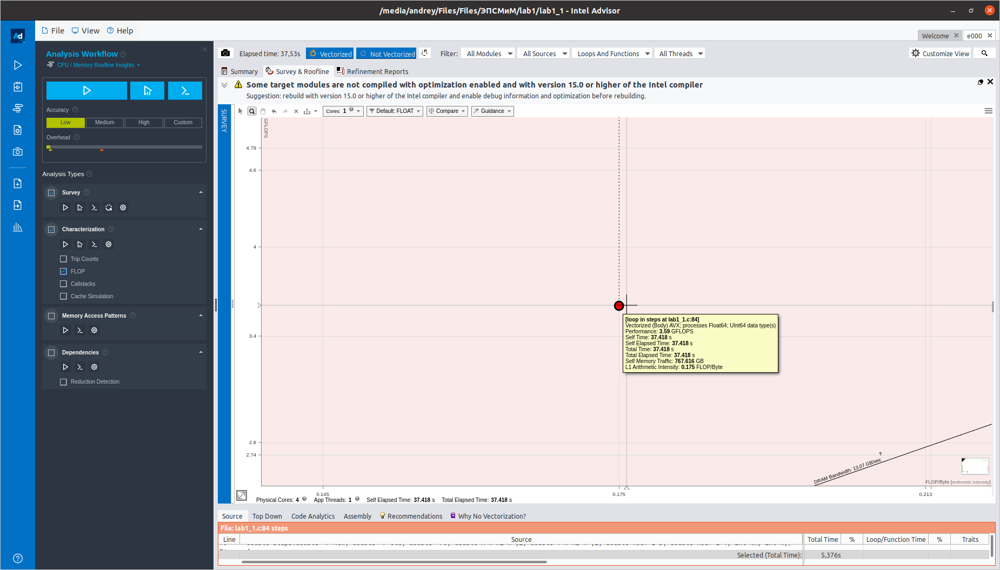 /media/andrey/Files/Files/ЭПСМиМ/lab1/lab1_1 - Intel Advisor
Ad
File View Help
Welcome
e000
Analysis Workflow
CPU / Memory Roofline Insights
Accuracy
Low Medium High Custom
Overhead
Analysis Types
Survey
Characterization
Trip Counts
FLOP
Callstacks
Cache Simulation
Memory Access Patterns
Dependencies
Reduction Detection
Elapsed time: 37,53s Vectorized Not Vectorized Filter: All Modules All Sources Loops And Functions All Threads Customize View
Summary Survey & Roofline Refinement Reports
Some target modules are not compiled with optimization enabled and with version 15.0 or higher of the Intel compiler
Suggestion: rebuild with version 15.0 or higher of the Intel compiler and enable debug information and optimization before rebuilding.
SURVEY
Cores: 1 Default: FLOAT Compare Guidance
GFLOPS
4.79
4.6
4
3.4
2.8
2.74
[loop in steps at lab1_1.c:84]
Vectorized (Body) AVX; processes Float64; UInt64 data type(s)
Performance: 3.59 GFLOPS
Self Time: 37.418 s
Self Elapsed Time: 37.418 s
Total Time: 37.418 s
Total Elapsed Time: 37.418 s
Self Memory Traffic: 767.616 GB
L1 Arithmetic Intensity: 0.175 FLOP/Byte
?
DRAM Bandwidth: 13.07 GB/sec
FLOP/Byte (Arithmetic Intensity)
0.145 0.175 0.213
Physical Cores: 4 App Threads: 1 Self Elapsed Time: 37.418 s Total Elapsed Time: 37.418 s
Source Top Down Code Analytics Assembly Recommendations Why No Vectorization?
File: lab1_1.c:84 steps
Line Source Total Time % Loop/Function Time % Traits
Selected (Total Time): 5,376s